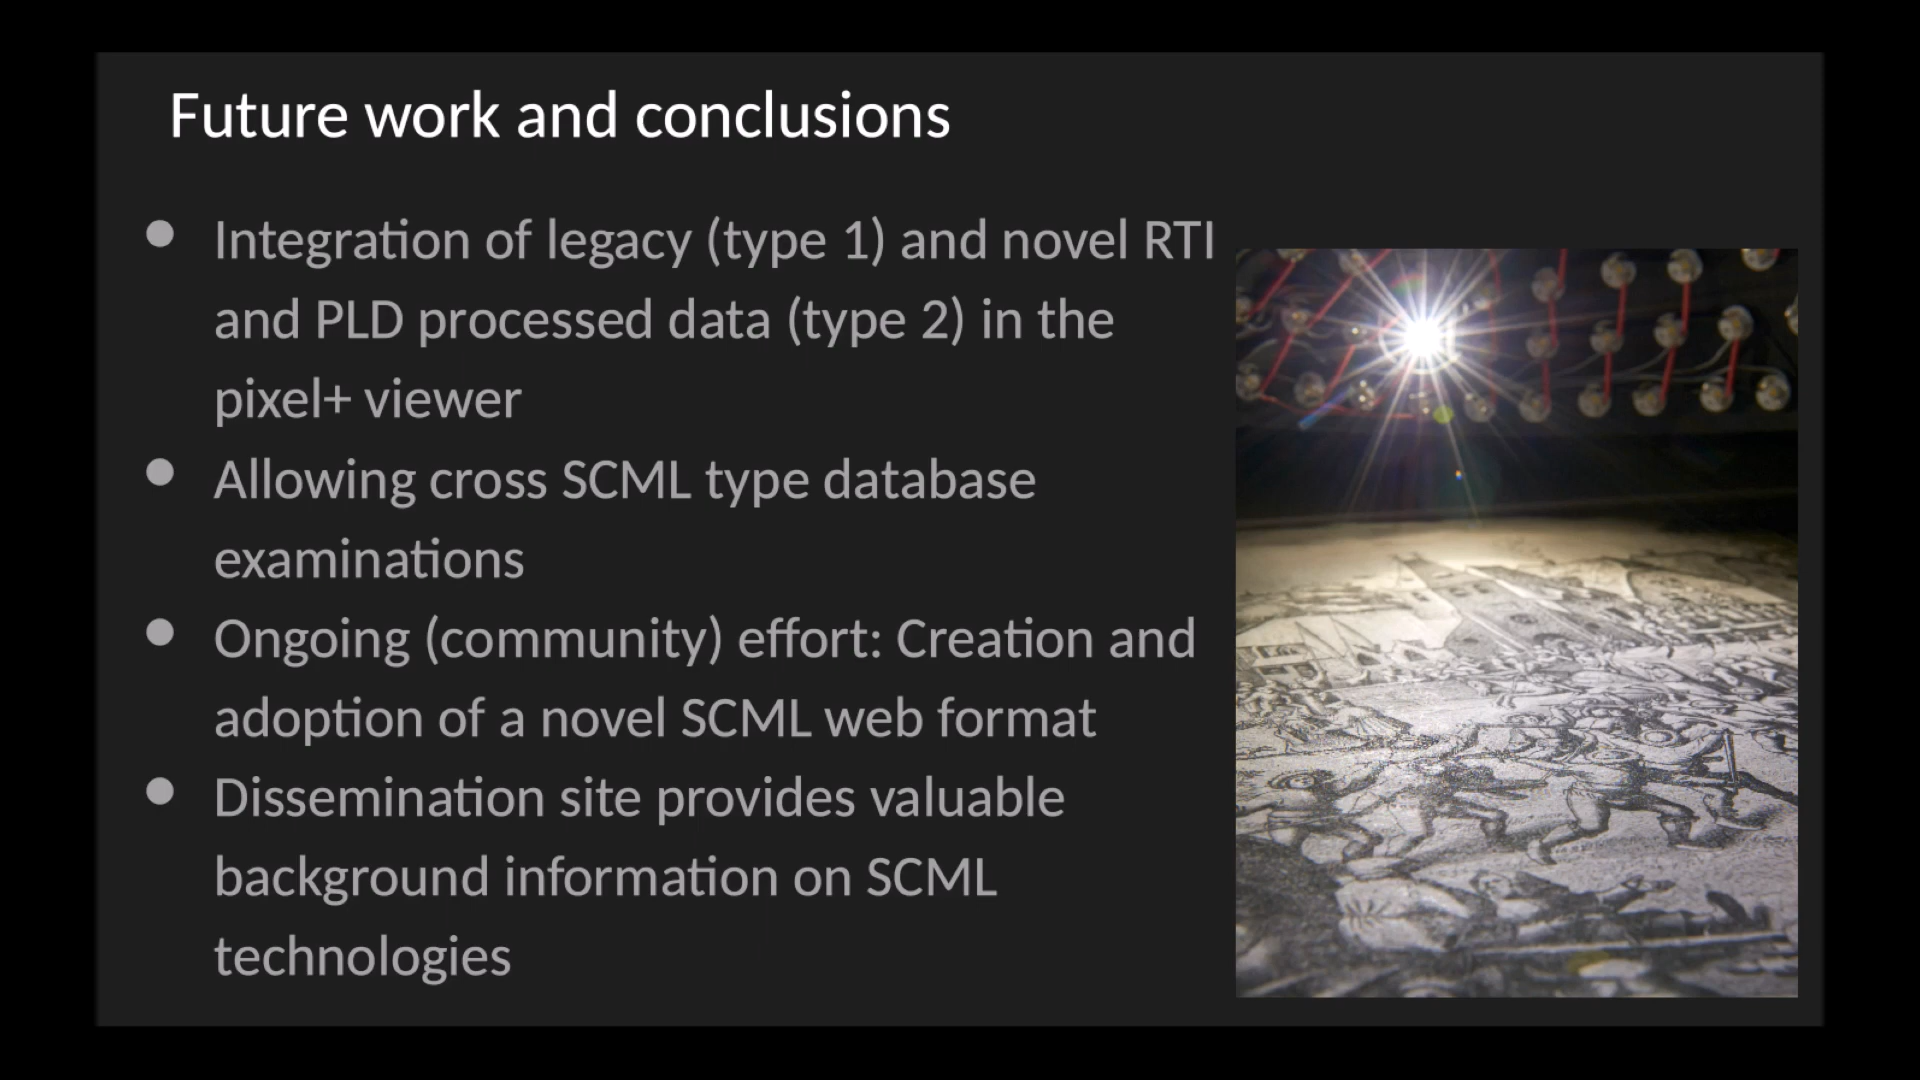 Future work and conclusions
● Integration of legacy (type 1) and novel RTI
and PLD processed data (type 2) in the
pixel+ viewer
● Allowing cross SCML type database
examinations
● Ongoing (community) effort: Creation and
adoption of a novel SCML web format
● Dissemination site provides valuable
background information on SCML
technologies